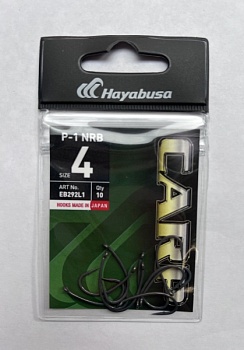 Hayabusa
P-1 NRB
4
SIZE
ART No. Qty
EB292L1 10
HOOKS MADE IN JAPAN
CARP